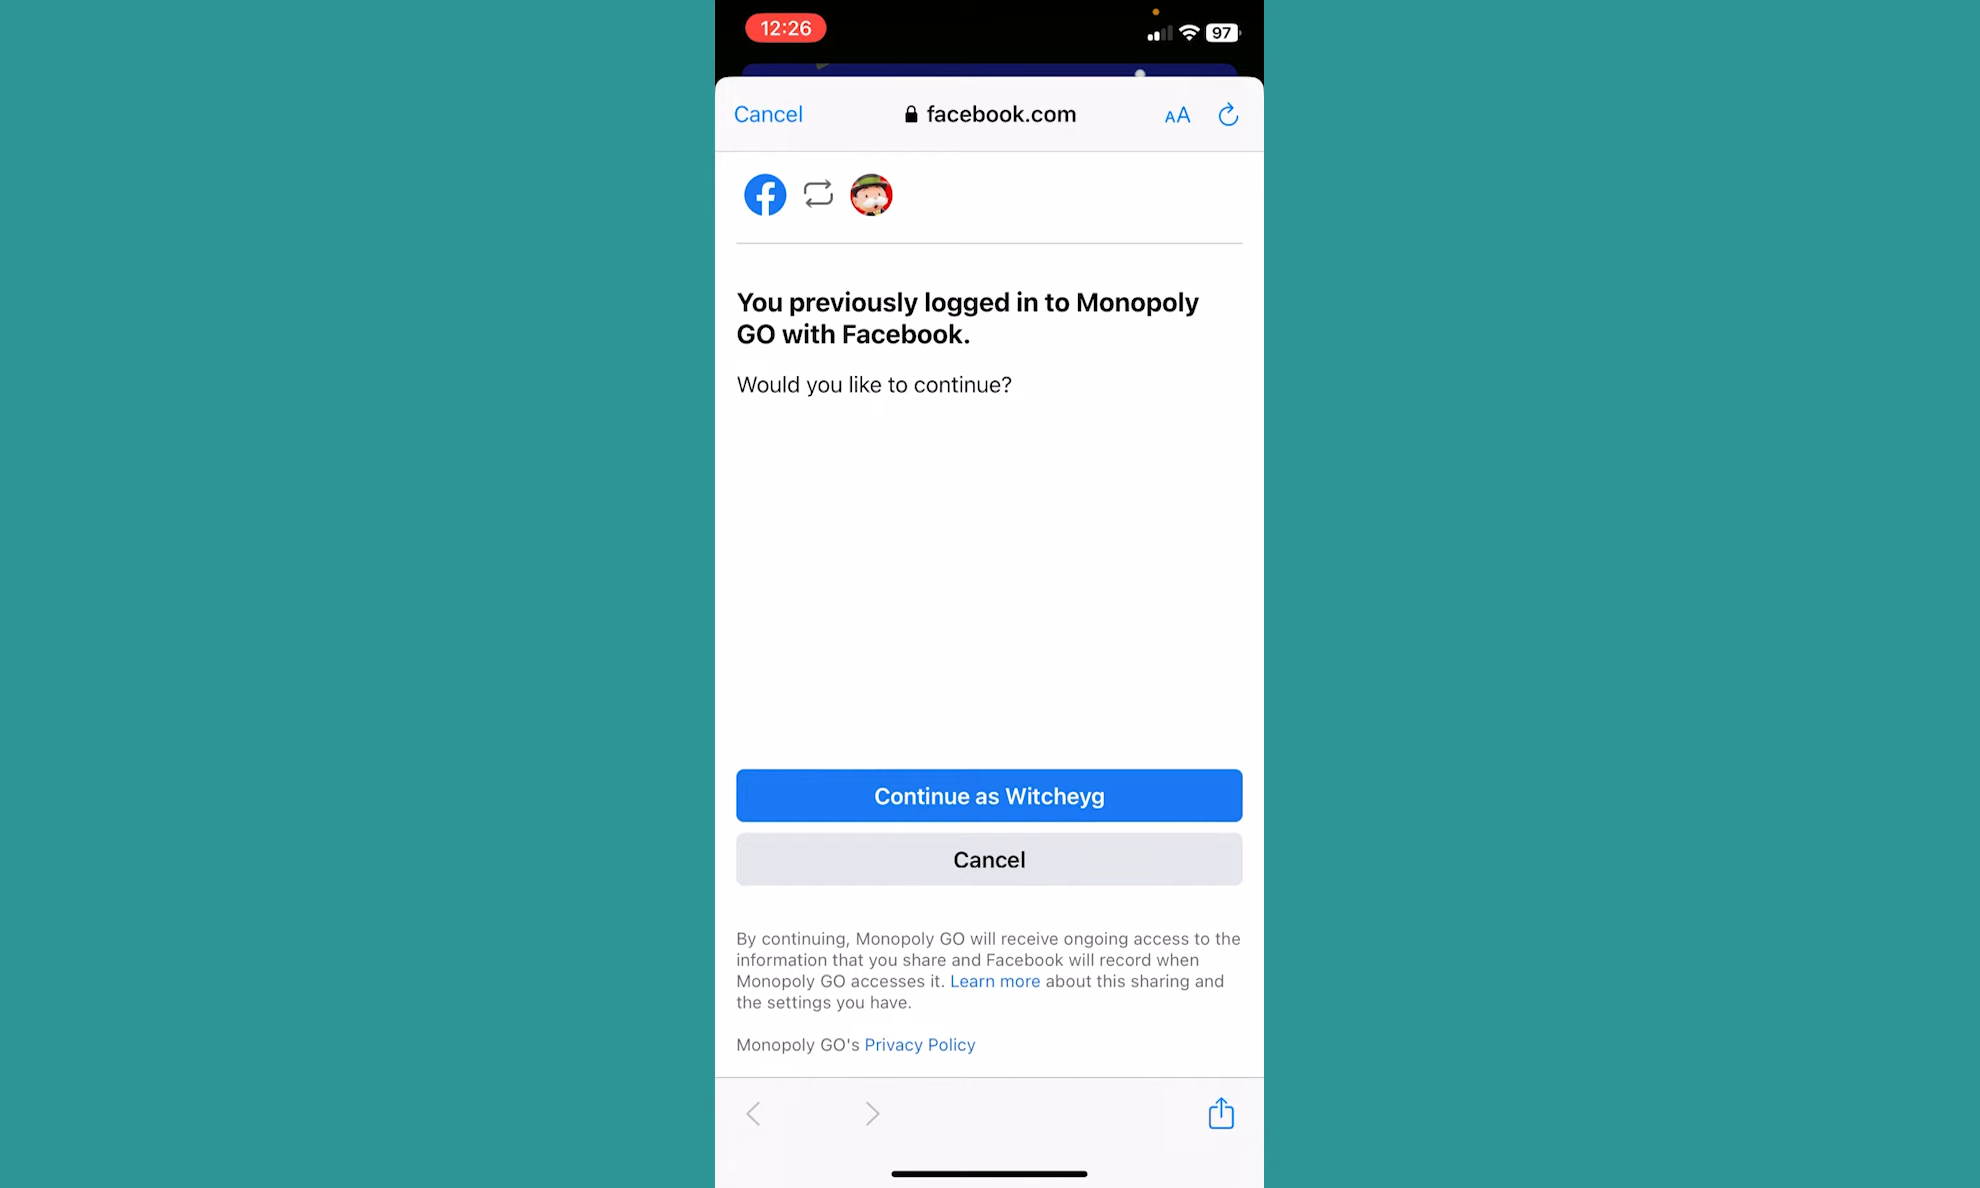 12:26
97
Cancel
facebook.com
AA
You previously logged in to Monopoly
GO with Facebook.
Would you like to continue?
Continue as Witcheyg
Cancel
By continuing, Monopoly GO will receive ongoing access to the
information that you share and Facebook will record when
Monopoly GO accesses it. Learn more about this sharing and
the settings you have.
Monopoly GO's Privacy Policy